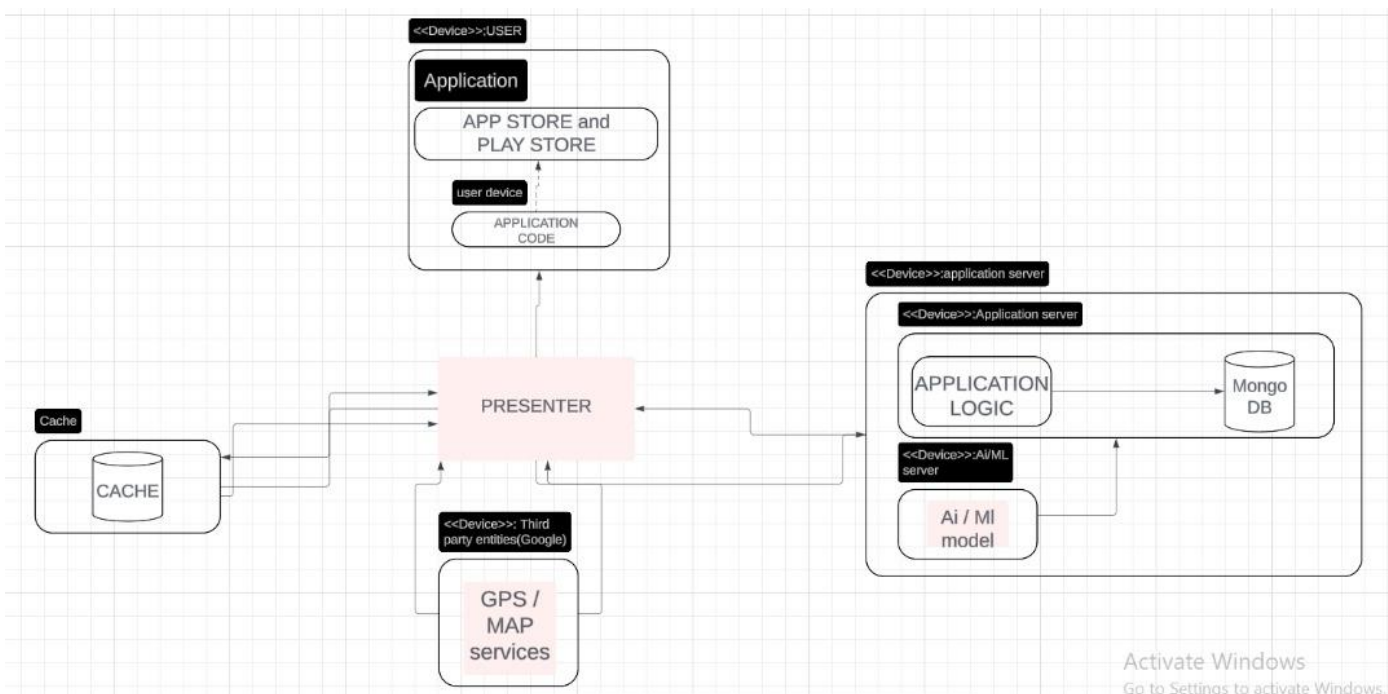 <<Device>>:USER
Application
APP STORE and
PLAY STORE
user device
APPLICATION
CODE
<<Device>>:application server
<<Device>>:Application server
APPLICATION
LOGIC
Mongo
DB
<<Device>>:Ai/ML
server
Ai / Ml
model
PRESENTER
Cache
CACHE
<<Device>>: Third
party entities(Google)
GPS /
MAP
services
Activate Windows
Go to Settings to activate Windows.